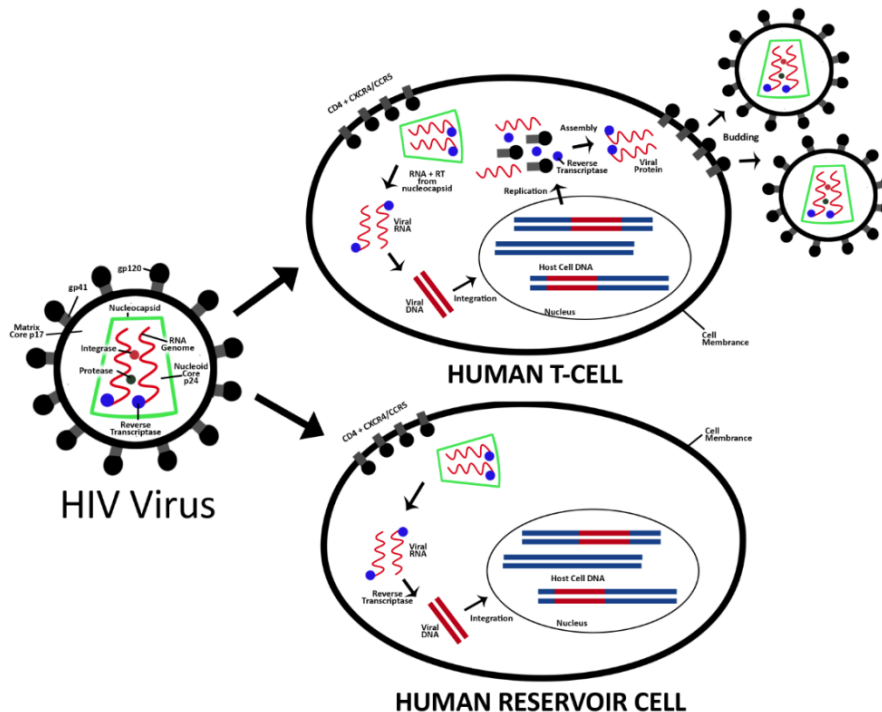 CD4 + CXCR4/CCR5
RNA + RT
from
nucleocapsid
Viral
RNA
Viral
DNA
Integration
Assembly
Reverse
Transcriptase
Viral
Protein
Replication
Host Cell DNA
Nucleus
Budding
Cell
Membrance
HUMAN T-CELL
gp120
gp41
Matrix
Core p17
Nucleocapsid
Integrase
RNA
Genome
Protease
Nucleoid
Core
p24
Reverse
Transcriptase
HIV Virus
CD4 + CXCR4/CCR5
Cell
Membrance
Viral
RNA
Reverse
Transcriptase
Viral
DNA
Integration
Host Cell DNA
Nucleus
HUMAN RESERVOIR CELL